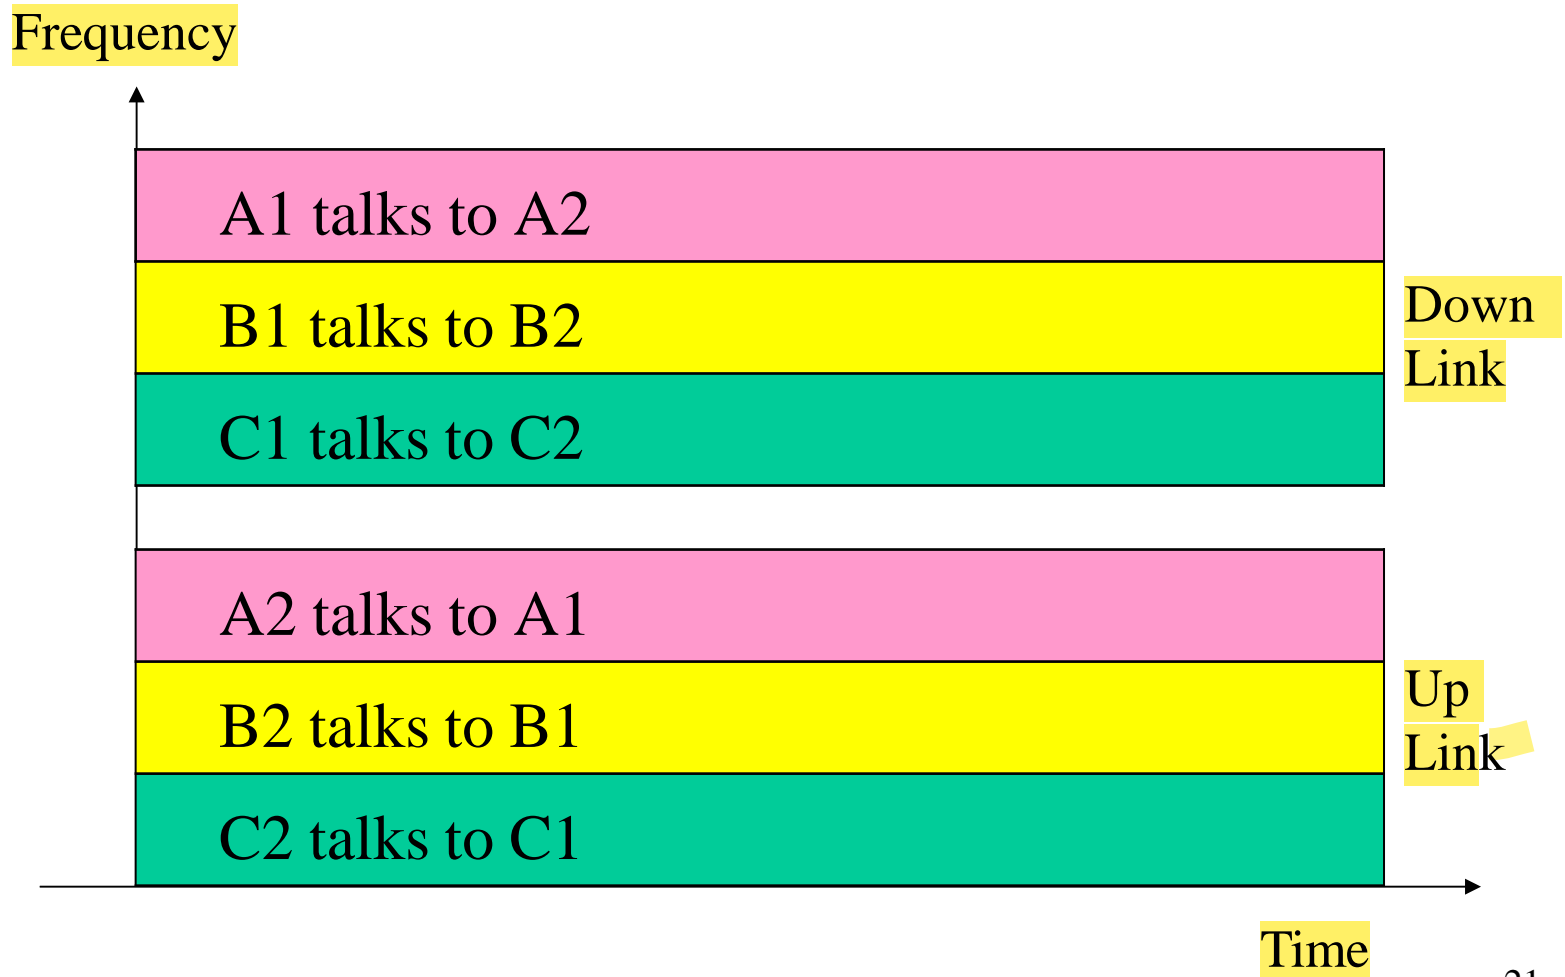 Frequency
A1 talks to A2
B1 talks to B2
C1 talks to C2
Down
Link
A2 talks to A1
B2 talks to B1
C2 talks to C1
Up
Link
Time